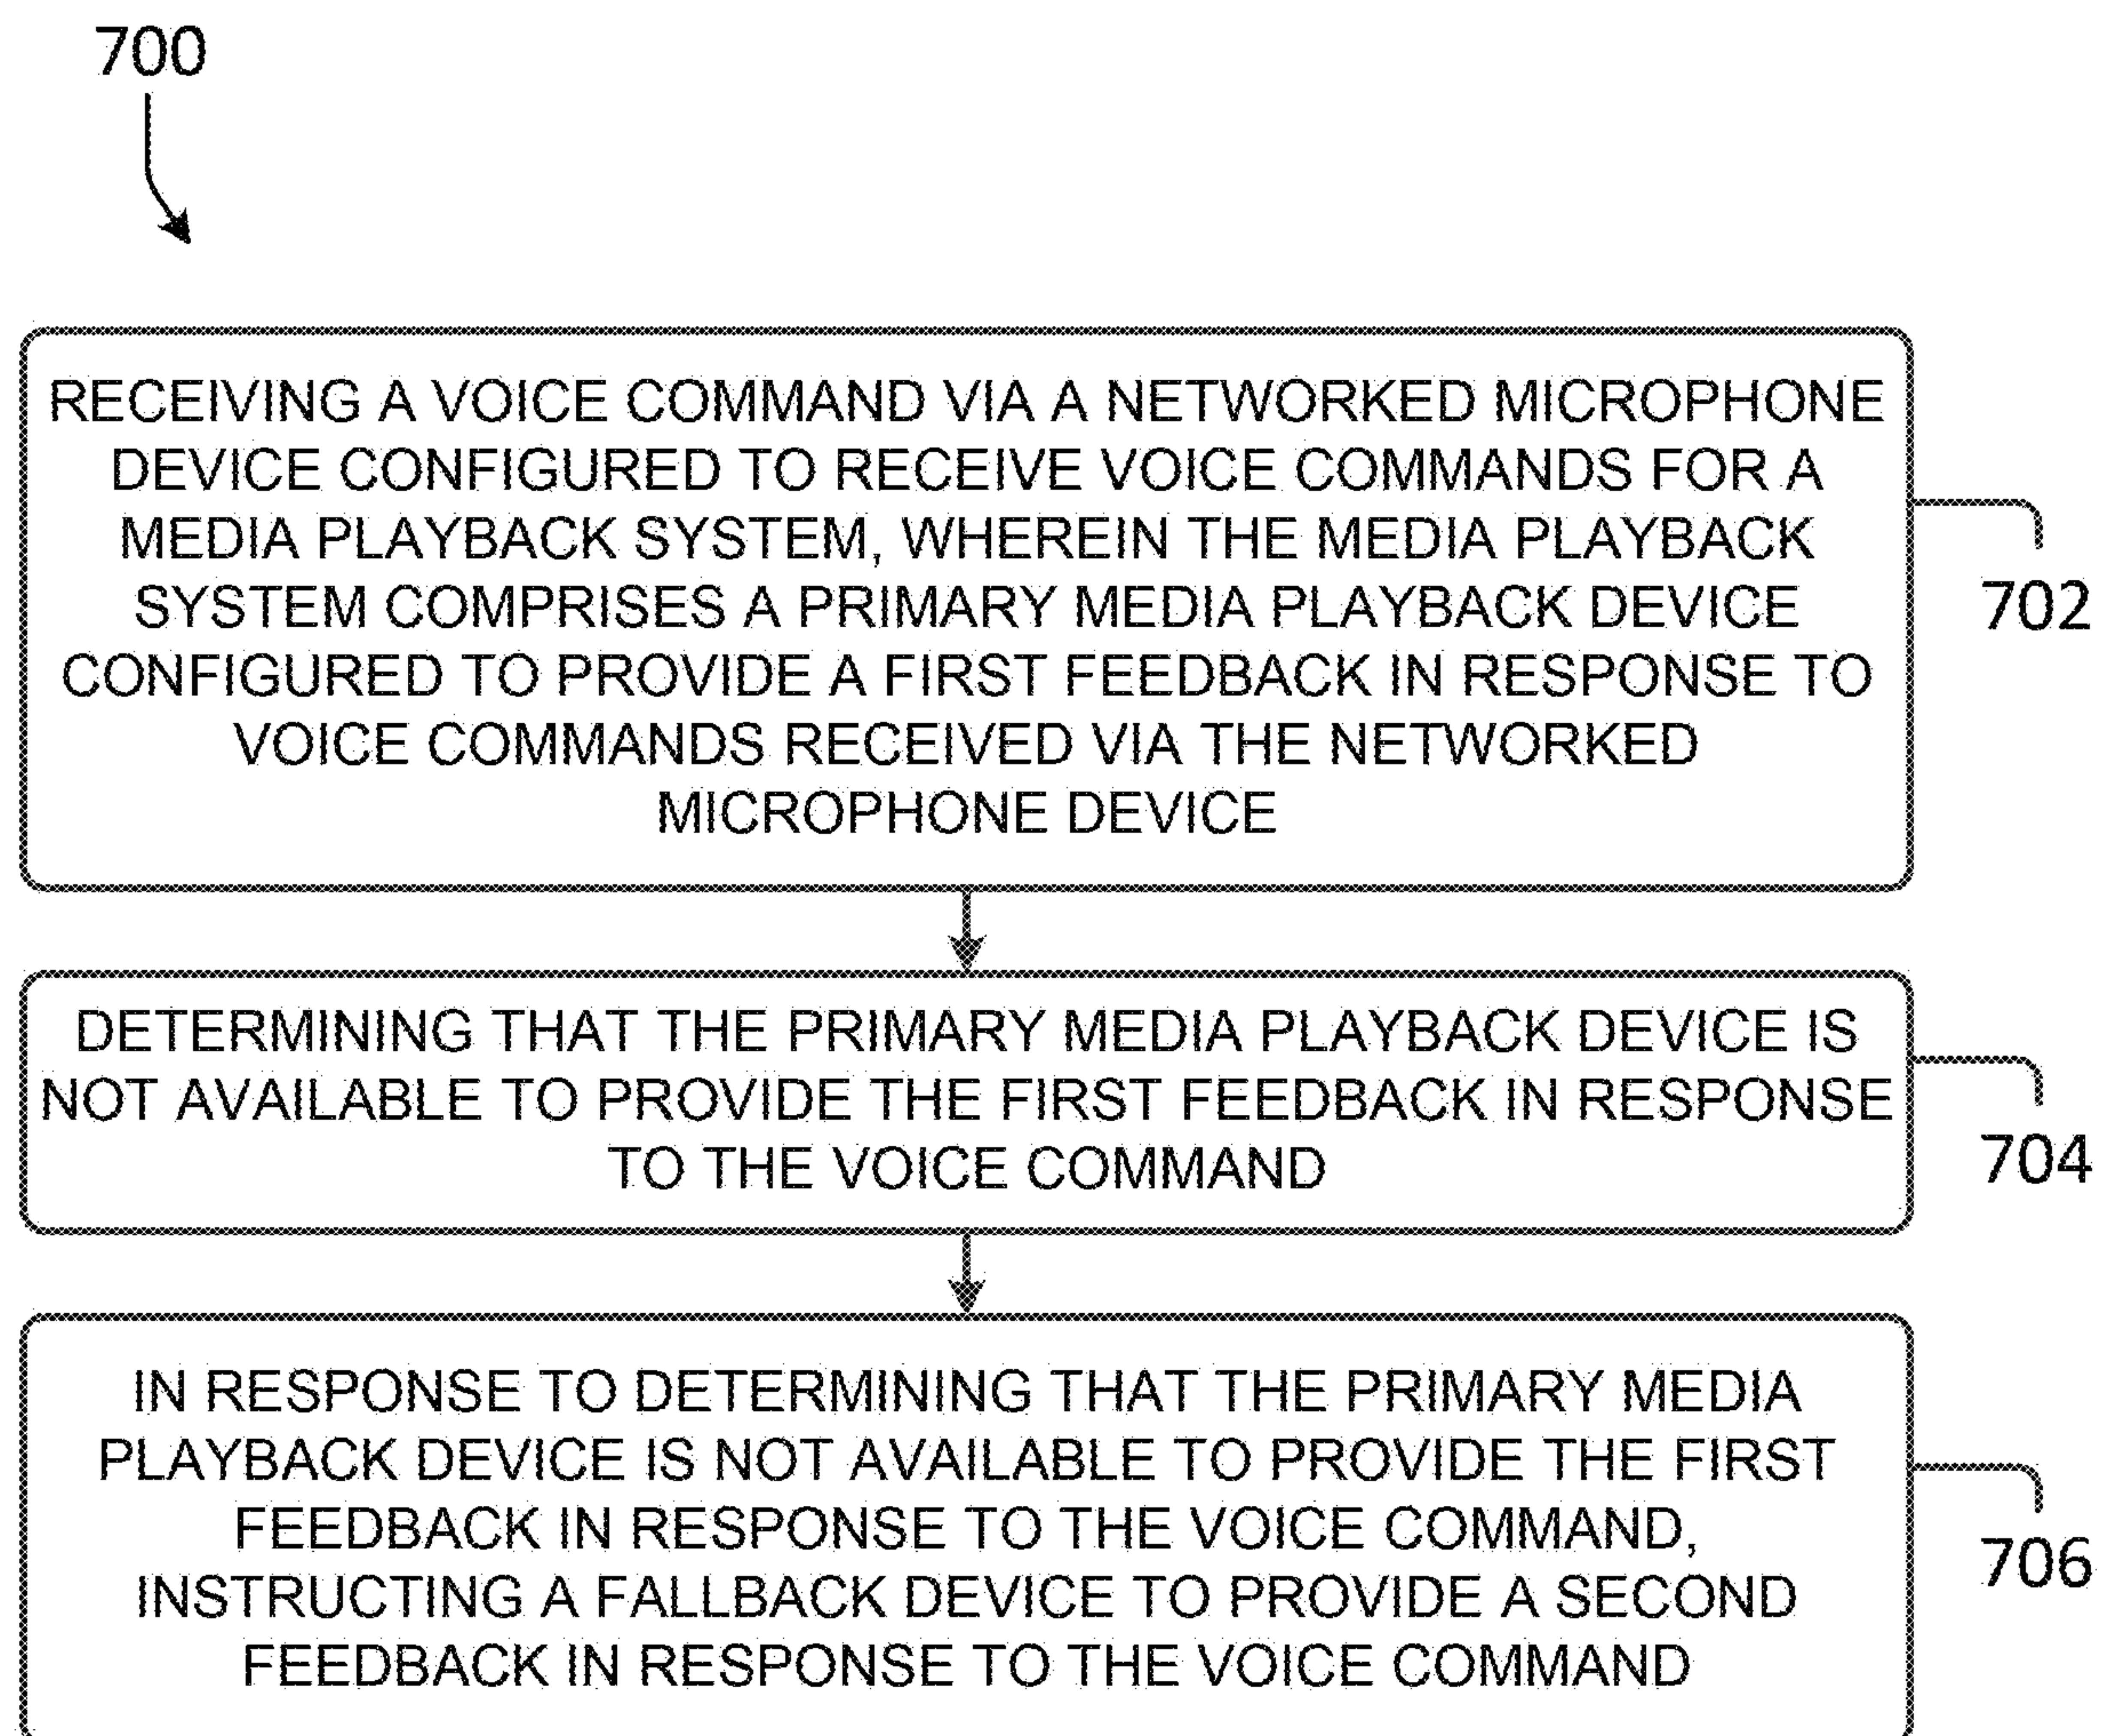 700
RECEIVING A VOICE COMMAND VIA A NETWORKED MICROPHONE
DEVICE CONFIGURED TO RECEIVE VOICE COMMANDS FOR A
MEDIA PLAYBACK SYSTEM, WHEREIN THE MEDIA PLAYBACK
SYSTEM COMPRISES A PRIMARY MEDIA PLAYBACK DEVICE
CONFIGURED TO PROVIDE A FIRST FEEDBACK IN RESPONSE TO
VOICE COMMANDS RECEIVED VIA THE NETWORKED
MICROPHONE DEVICE
702
DETERMINING THAT THE PRIMARY MEDIA PLAYBACK DEVICE IS
NOT AVAILABLE TO PROVIDE THE FIRST FEEDBACK IN RESPONSE
TO THE VOICE COMMAND
704
IN RESPONSE TO DETERMINING THAT THE PRIMARY MEDIA
PLAYBACK DEVICE IS NOT AVAILABLE TO PROVIDE THE FIRST
FEEDBACK IN RESPONSE TO THE VOICE COMMAND,
INSTRUCTING A FALLBACK DEVICE TO PROVIDE A SECOND
FEEDBACK IN RESPONSE TO THE VOICE COMMAND
706